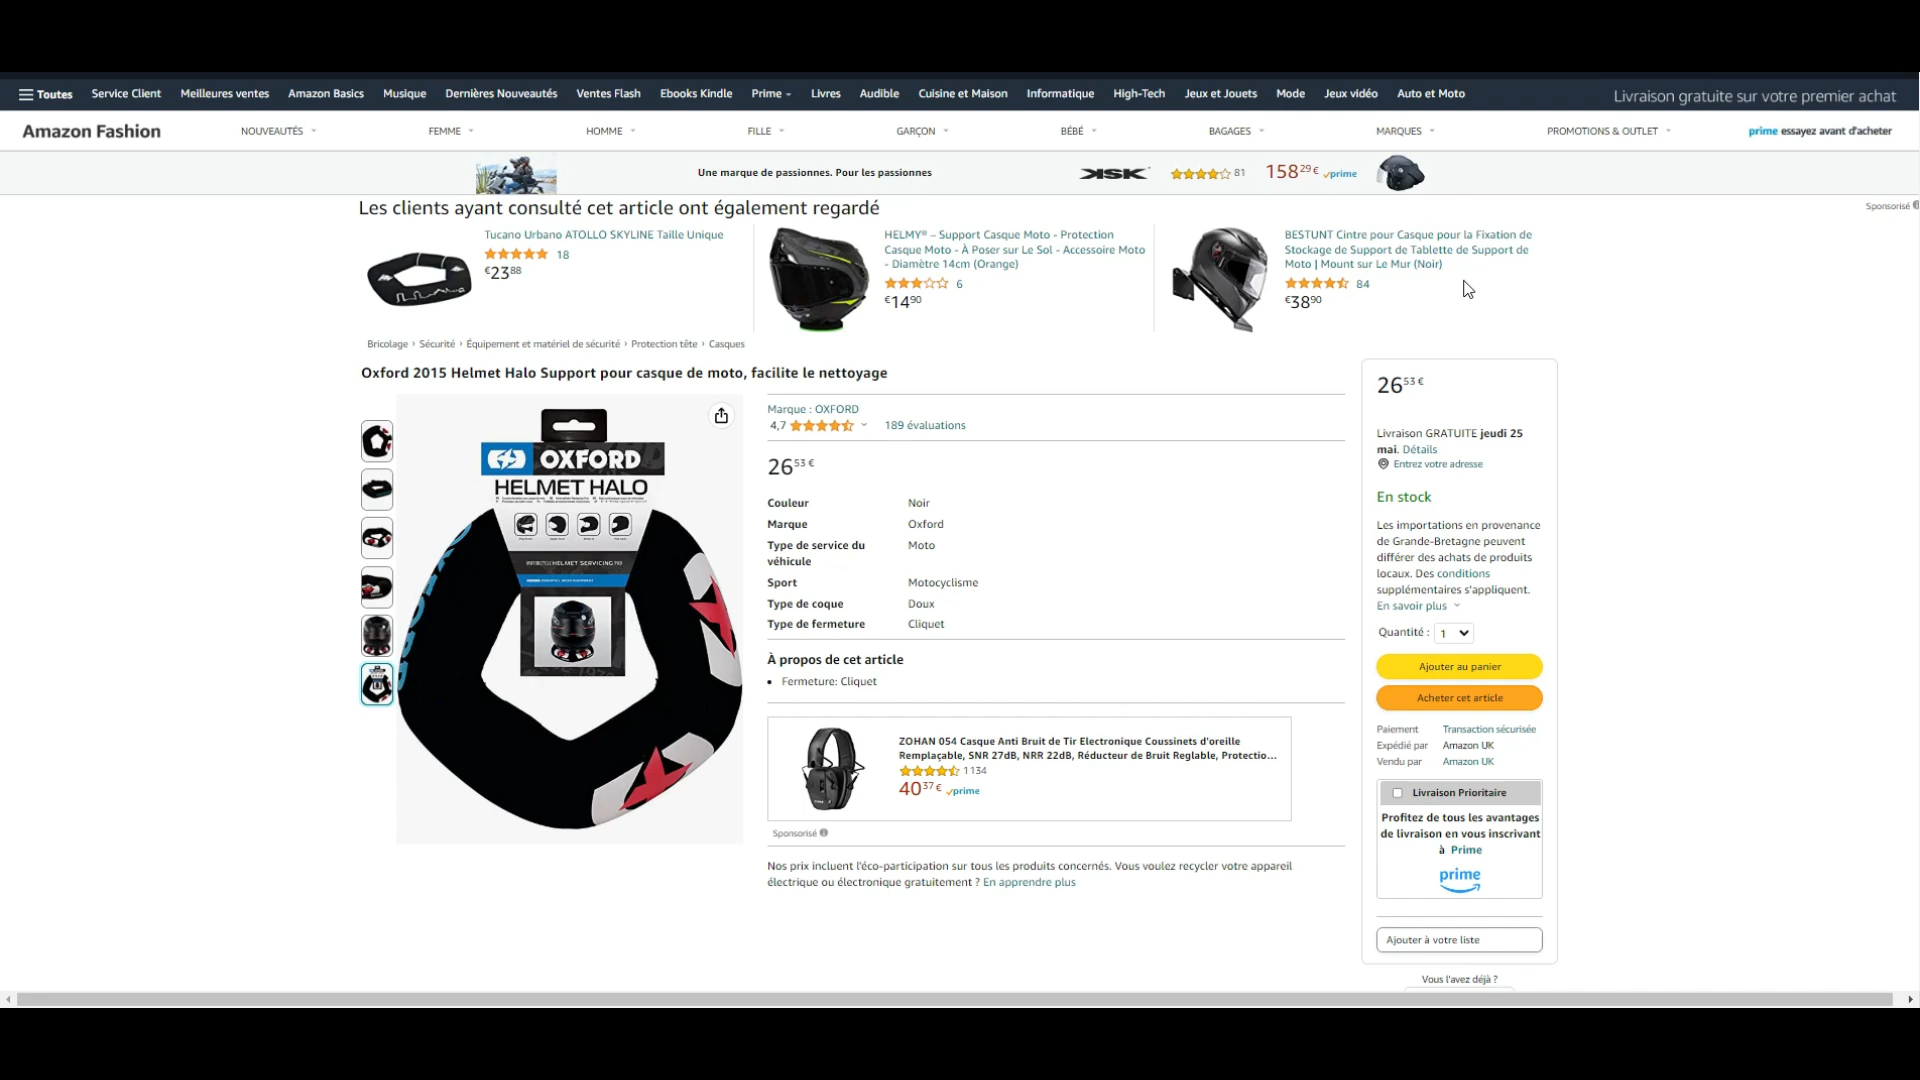 Toutes Service Client Meilleures ventes Amazon Basics Musique Dernières Nouveautés Ventes Flash Ebooks Kindle Prime Livres Audible Cuisine et Maison Informatique High-Tech Jeux et Jouets Mode Jeux vidéo Auto et Moto Livraison gratuite sur votre premier achat
Amazon Fashion NOUVEAUTÉS FEMME HOMME FILLE GARÇON BÉBÉ BAGAGES MARQUES PROMOTIONS & OUTLET prime essayez avant d'acheter
Une marque de passionnes. Pour les passionnes KSK 81 158 29 € prime
Sponsorisé
Les clients ayant consulté cet article ont également regardé
Tucano Urbano ATOLLO SKYLINE Taille Unique
18
€23 88
HELMY® – Support Casque Moto - Protection
Casque Moto - À Poser sur Le Sol - Accessoire Moto
- Diamètre 14cm (Orange)
6
€14 90
BESTUNT Cintre pour Casque pour la Fixation de
Stockage de Support de Tablette de Support de
Moto | Mount sur Le Mur (Noir)
84
€38 90
Bricolage › Sécurité › Équipement et matériel de sécurité › Protection tête › Casques
Oxford 2015 Helmet Halo Support pour casque de moto, facilite le nettoyage
OXFORD
HELMET HALO
MOTORCYCLE HELMET SERVICING PAD
OXFORD
Marque : OXFORD
4,7 189 évaluations
26 53 €
Couleur Noir
Marque Oxford
Type de service du Moto
véhicule
Sport Motocyclisme
Type de coque Doux
Type de fermeture Cliquet
À propos de cet article
• Fermeture: Cliquet
ZOHAN 054 Casque Anti Bruit de Tir Electronique Coussinets d'oreille
Remplaçable, SNR 27dB, NRR 22dB, Réducteur de Bruit Reglable, Protectio...
1 134
40 37 € prime
Sponsorisé
Nos prix incluent l'éco-participation sur tous les produits concernés. Vous voulez recycler votre appareil
électrique ou électronique gratuitement ? En apprendre plus
26 53 €
Livraison GRATUITE jeudi 25
mai. Détails
Entrez votre adresse
En stock
Les importations en provenance
de Grande-Bretagne peuvent
différer des achats de produits
locaux. Des conditions
supplémentaires s'appliquent.
En savoir plus
Quantité : 1
Ajouter au panier
Acheter cet article
Paiement Transaction sécurisée
Expédié par Amazon UK
Vendu par Amazon UK
Livraison Prioritaire
Profitez de tous les avantages
de livraison en vous inscrivant
à Prime
prime
Ajouter à votre liste
Vous l'avez déjà ?